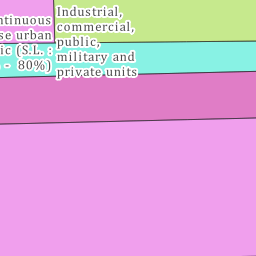 ntinuous
se urban
ic (S.L. :
- 80%)
Industrial,
commercial,
public,
military and
private units